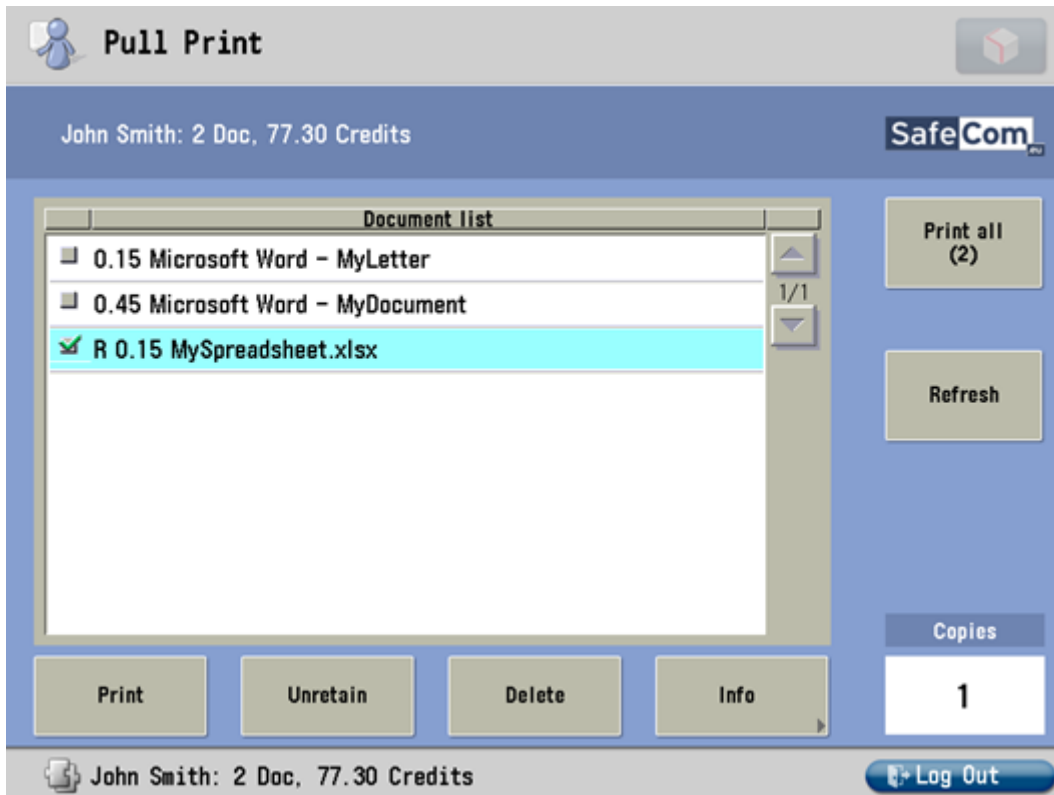 Pull Print
John Smith: 2 Doc, 77.30 Credits
SafeCom
.eu
Document list
0.15 Microsoft Word - MyLetter
0.45 Microsoft Word - MyDocument
R 0.15 MySpreadsheet.xlsx
1/1
Print all
(2)
Refresh
Copies
1
Print
Unretain
Delete
Info
John Smith: 2 Doc, 77.30 Credits
Log Out